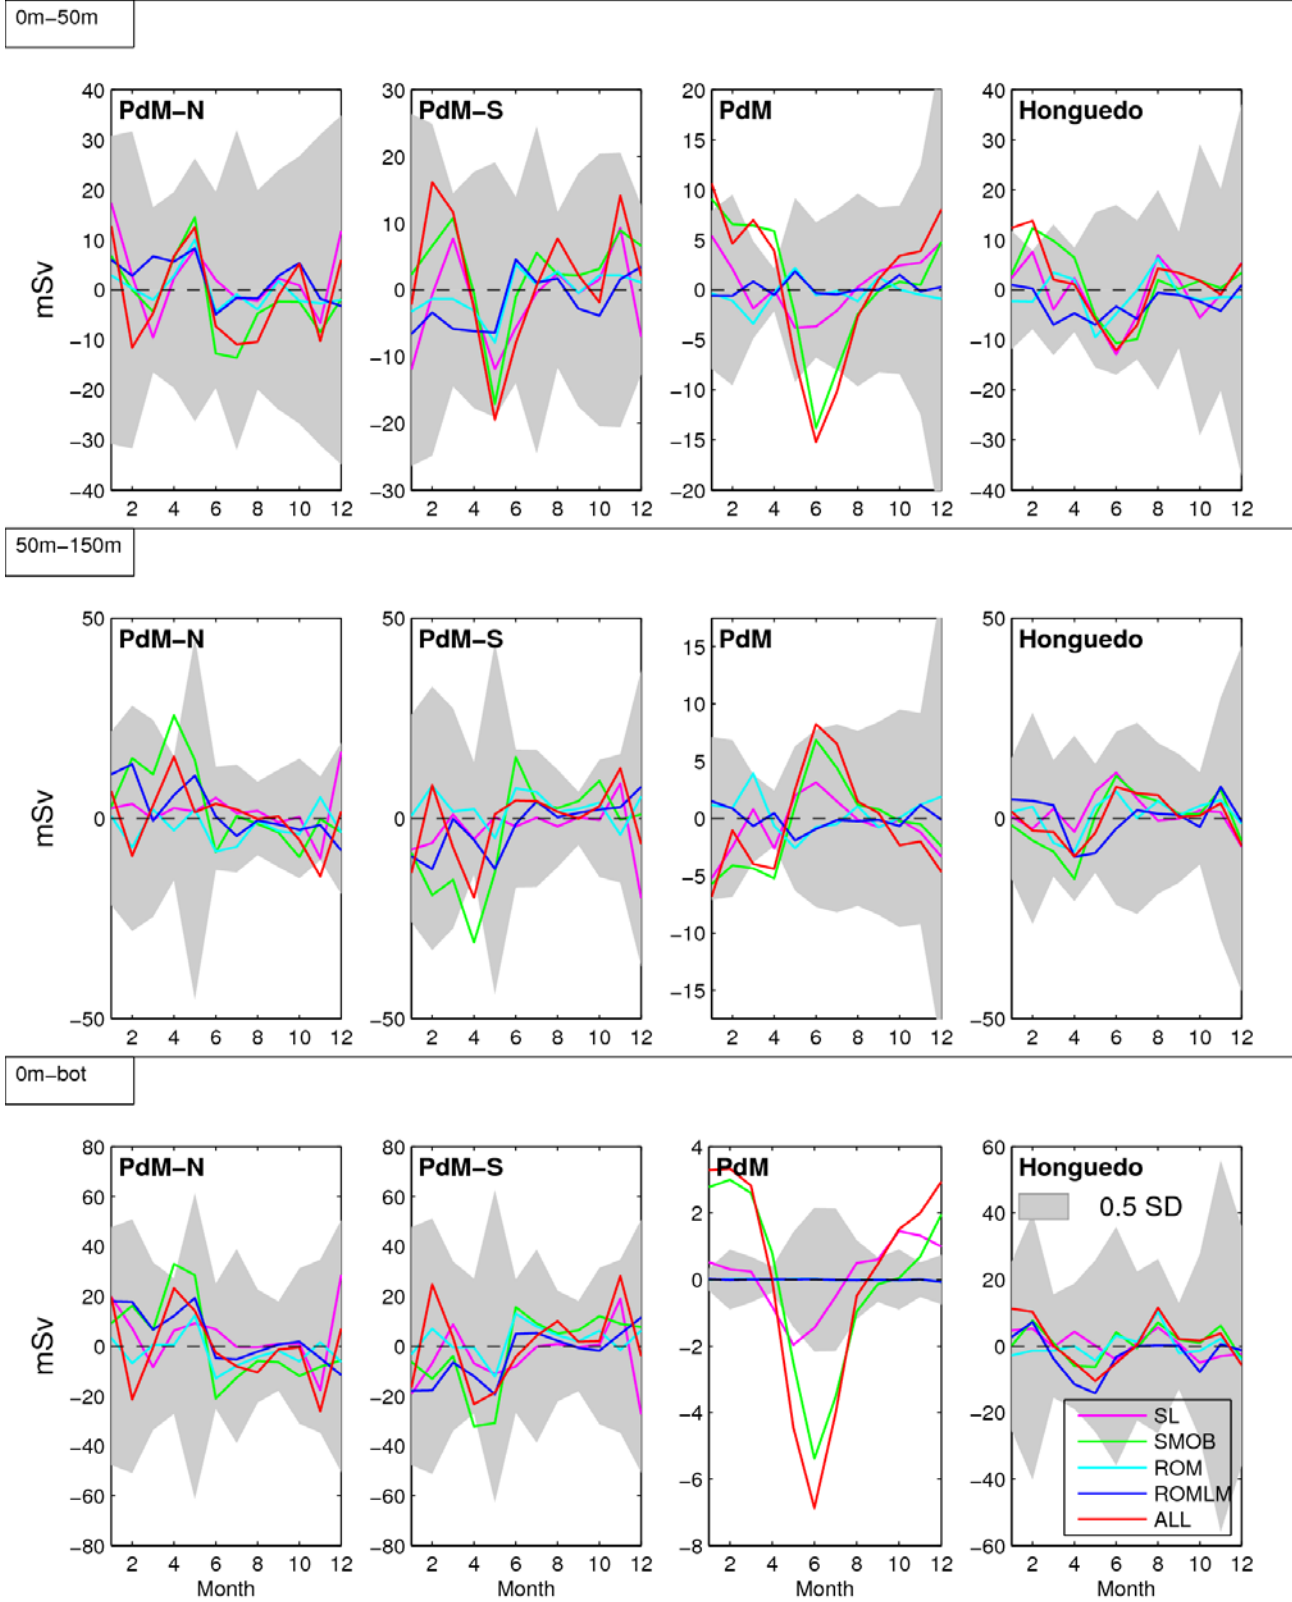 0m−50m
PdM−N PdM−S PdM Honguedo
mSv
40 30 20 10 0 −10 −20 −30 −40
30 20 10 0 −10 −20 −30
20 15 10 5 0 −5 −10 −15 −20
40 30 20 10 0 −10 −20 −30 −40
2 4 6 8 10 12 2 4 6 8 10 12 2 4 6 8 10 12 2 4 6 8 10 12
50m−150m
PdM−N PdM−S PdM Honguedo
mSv
50 0 −50
50 0 −50
15 10 5 0 −5 −10 −15
50 0 −50
2 4 6 8 10 12 2 4 6 8 10 12 2 4 6 8 10 12 2 4 6 8 10 12
0m−bot
PdM−N PdM−S PdM Honguedo
0.5 SD
mSv
80 60 40 20 0 −20 −40 −60 −80
80 60 40 20 0 −20 −40 −60 −80
4 2 0 −2 −4 −6 −8
60 40 20 0 −20 −40 −60
SL
SMOB
ROM
ROMLM
ALL
2 4 6 8 10 12 2 4 6 8 10 12 2 4 6 8 10 12 2 4 6 8 10 12
Month Month Month Month